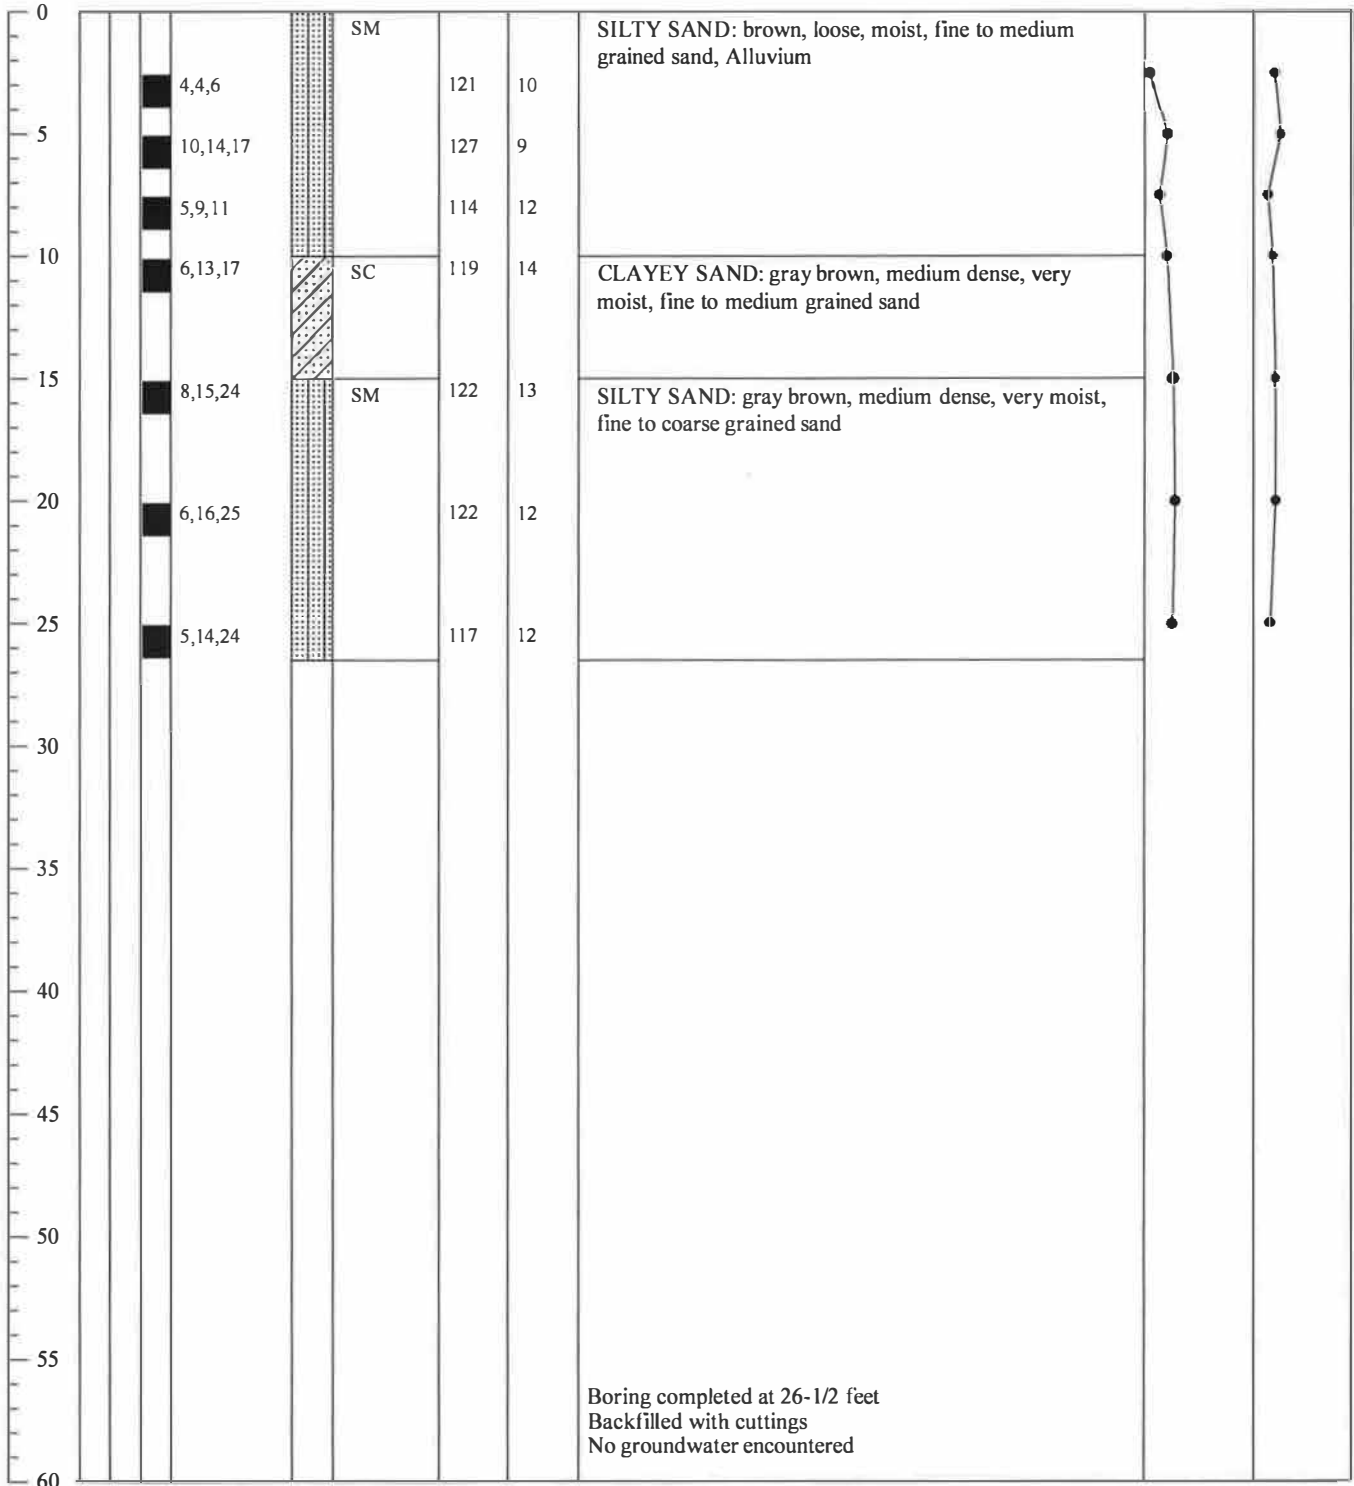 0
SM
SILTY SAND: brown, loose, moist, fine to medium
grained sand, Alluvium
4,4,6
121
10
5
10,14,17
127
9
5,9,11
114
12
10
6,13,17
SC
119
14
CLAYEY SAND: gray brown, medium dense, very
moist, fine to medium grained sand
15
8,15,24
SM
122
13
SILTY SAND: gray brown, medium dense, very moist,
fine to coarse grained sand
20
6,16,25
122
12
25
5,14,24
117
12
30
35
40
45
50
55
Boring completed at 26-1/2 feet
Backfilled with cuttings
No groundwater encountered
60